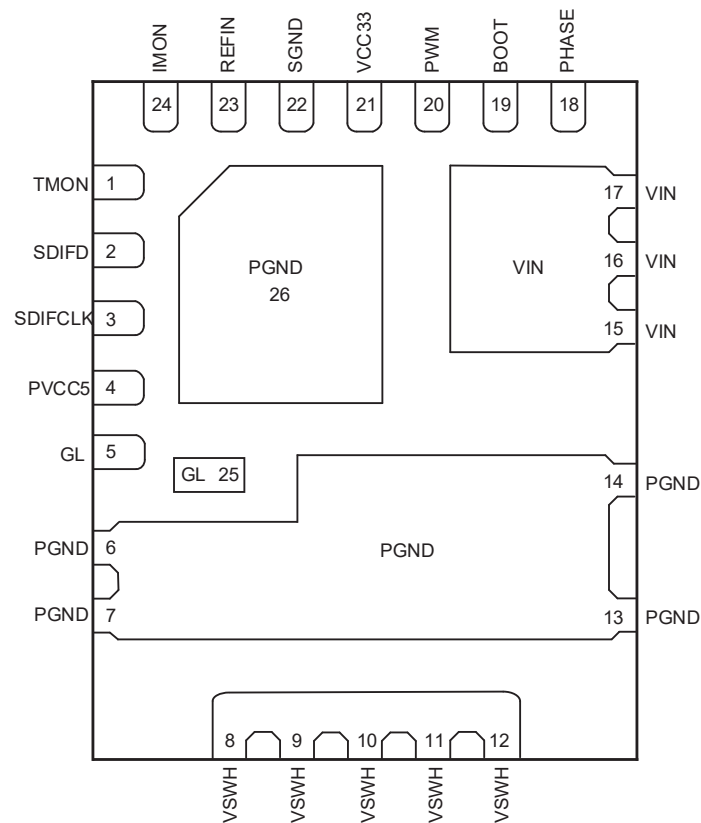 IMON
REFIN
SGND
VCC33
PWM
BOOT
PHASE
24
23
22
21
20
19
18
TMON 1
17 VIN
SDIFD 2
PGND
26
VIN
16 VIN
SDIFCLK 3
15 VIN
PVCC5 4
GL 5
GL 25
14 PGND
PGND 6
PGND
PGND 7
13 PGND
8
9
10
11
12
VSWH
VSWH
VSWH
VSWH
VSWH